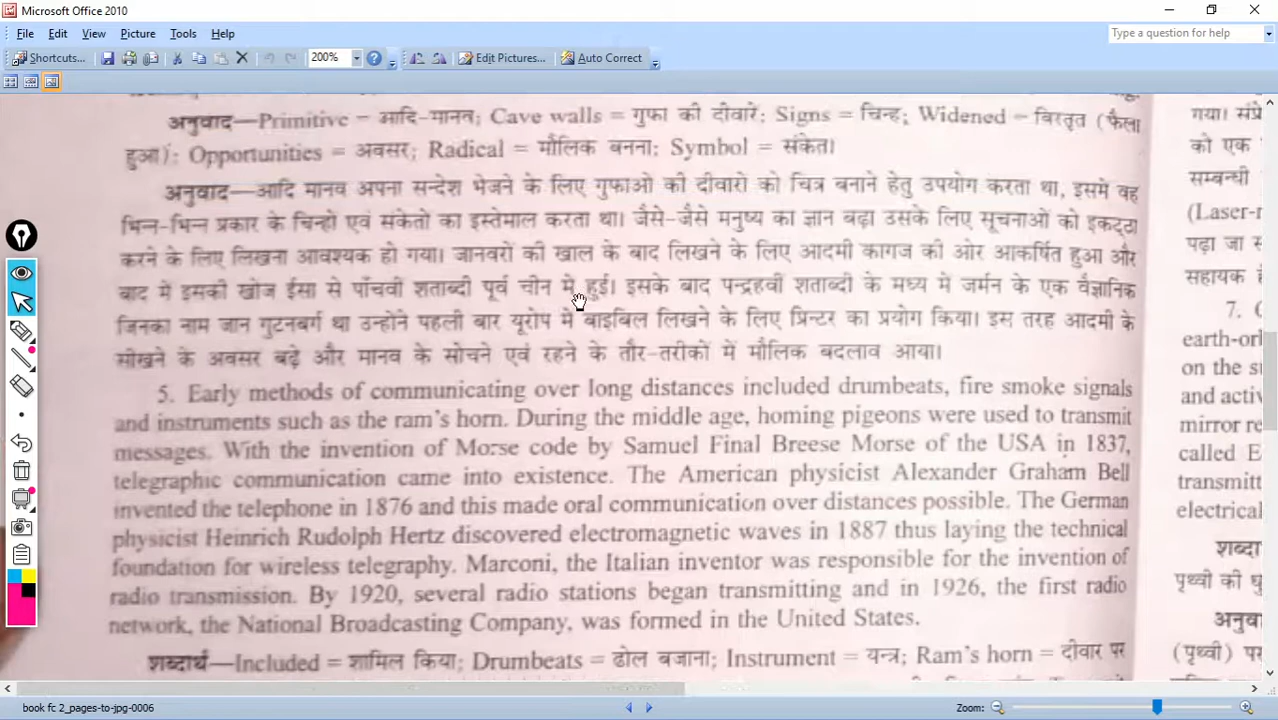 Microsoft Office 2010
File Edit View Picture Tools Help
Type a question for help
Shortcuts... 200% Edit Pictures... Auto Correct
अनुवाद—Primitive – आदि-मानव; Cave walls = गुफा की दीवारे; Signs = चिन्ह; Widened – विस्तृत (फैला
हुआ); Opportunities = अवसर; Radical = मौलिक बनना; Symbol = संकेत।
अनुवाद—आदि मानव अपना सन्देश भेजने के लिए गुफाओ की दीवारो को चित्र बनाने हेतु उपयोग करता था, इसमे वह
भिन्न-भिन्न प्रकार के चिन्हो एवं संकेतो का इस्तेमाल करता था। जैसे-जैसे मनुष्य का ज्ञान बढ़ा उसके लिए सूचनाओं को इकट्ठा
करने के लिए लिखना आवश्यक हो गया। जानवरों की खाल के बाद लिखने के लिए आदमी कागज की ओर आकर्षित हुआ और
बाद मे इसकी खोज ईसा से पाँचवी शताब्दी पूर्व चीन मे हुई। इसके बाद पन्द्रहवी शताब्दी के मध्य मे जर्मन के एक वैज्ञानिक
जिनका नाम जान गुटनबर्ग था उन्होंने पहली बार यूरोप मे बाइबिल लिखने के लिए प्रिन्टर का प्रयोग किया। इस तरह आदमी के
सीखने के अवसर बढ़े और मानव के सोचने एवं रहने के तौर-तरीकों में मौलिक बदलाव आया।
5. Early methods of communicating over long distances included drumbeats, fire smoke signals
and instruments such as the ram's horn. During the middle age, homing pigeons were used to transmit
messages. With the invention of Morse code by Samuel Final Breese Morse of the USA in 1837,
telegraphic communication came into existence. The American physicist Alexander Graham Bell
invented the telephone in 1876 and this made oral communication over distances possible. The German
physicist Heinrich Rudolph Hertz discovered electromagnetic waves in 1887 thus laying the technical
foundation for wireless telegraphy. Marconi, the Italian inventor was responsible for the invention of
radio transmission. By 1920, several radio stations began transmitting and in 1926, the first radio
network, the National Broadcasting Company, was formed in the United States.
शब्दार्थ—Included = शामिल किया; Drumbeats = ढोल बजाना; Instrument = यन्त्र; Ram's horn = दीवार पर
गया।
को एक
सम्बन्धी
(Laser-
पढ़ा जा
सहायक
7.
earth-
on the
and
mirror
called
electrical
पृथ्वी की
(पृथ्वी)
book fc 2_pages-to-jpg-0006
Zoom: